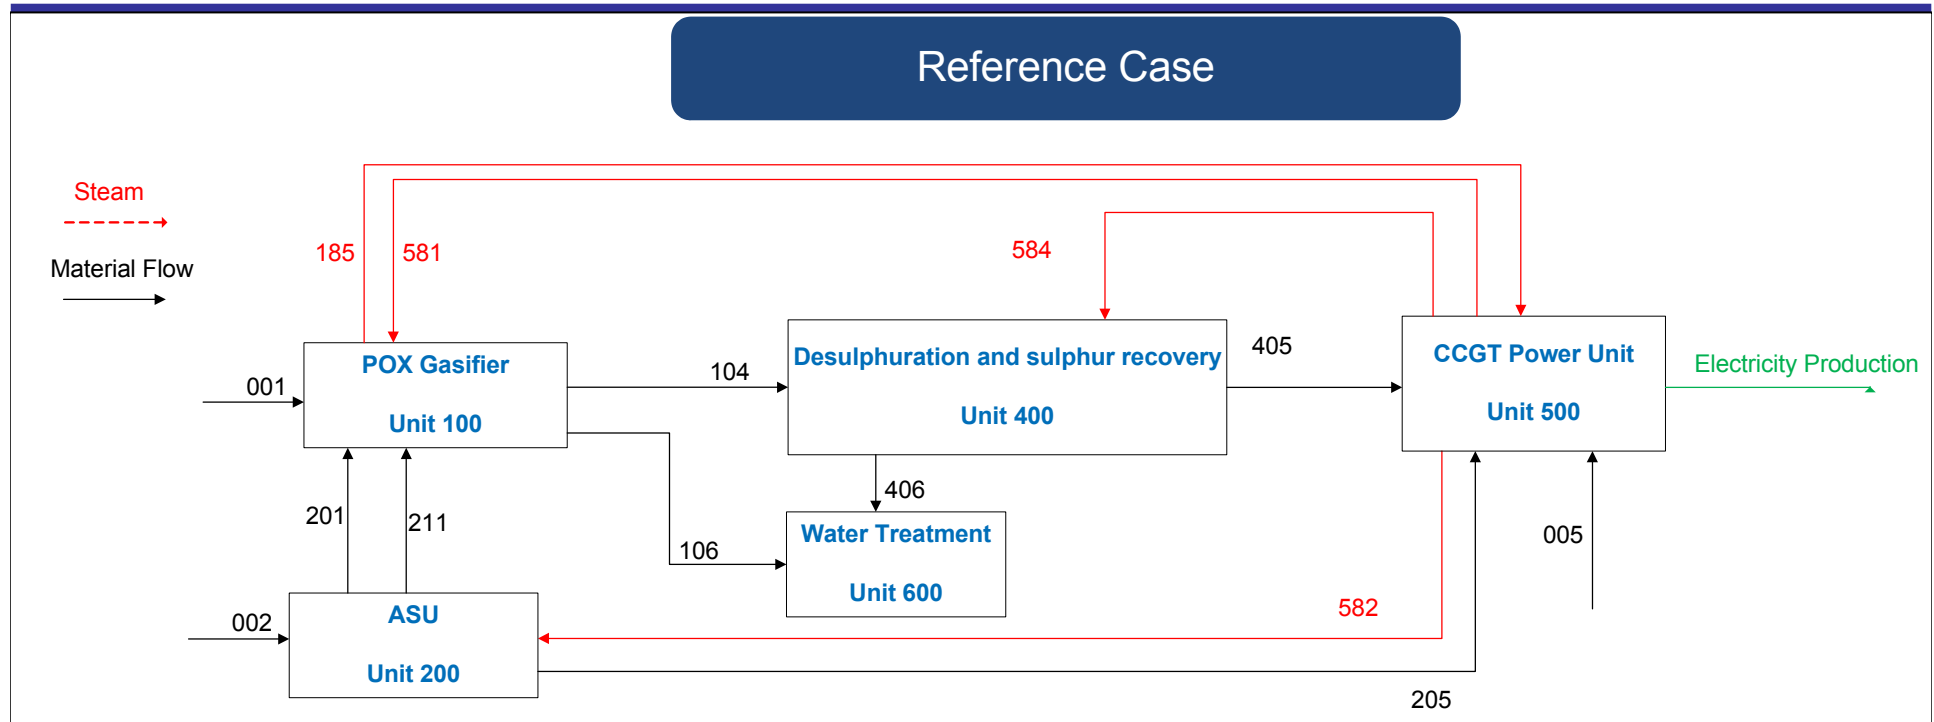 Reference Case
Steam
Material Flow
185
581
584
POX Gasifier
Unit 100
001
104
Desulphuration and sulphur recovery
Unit 400
405
CCGT Power Unit
Unit 500
Electricity Production
201
211
106
406
Water Treatment
Unit 600
005
002
ASU
Unit 200
582
205